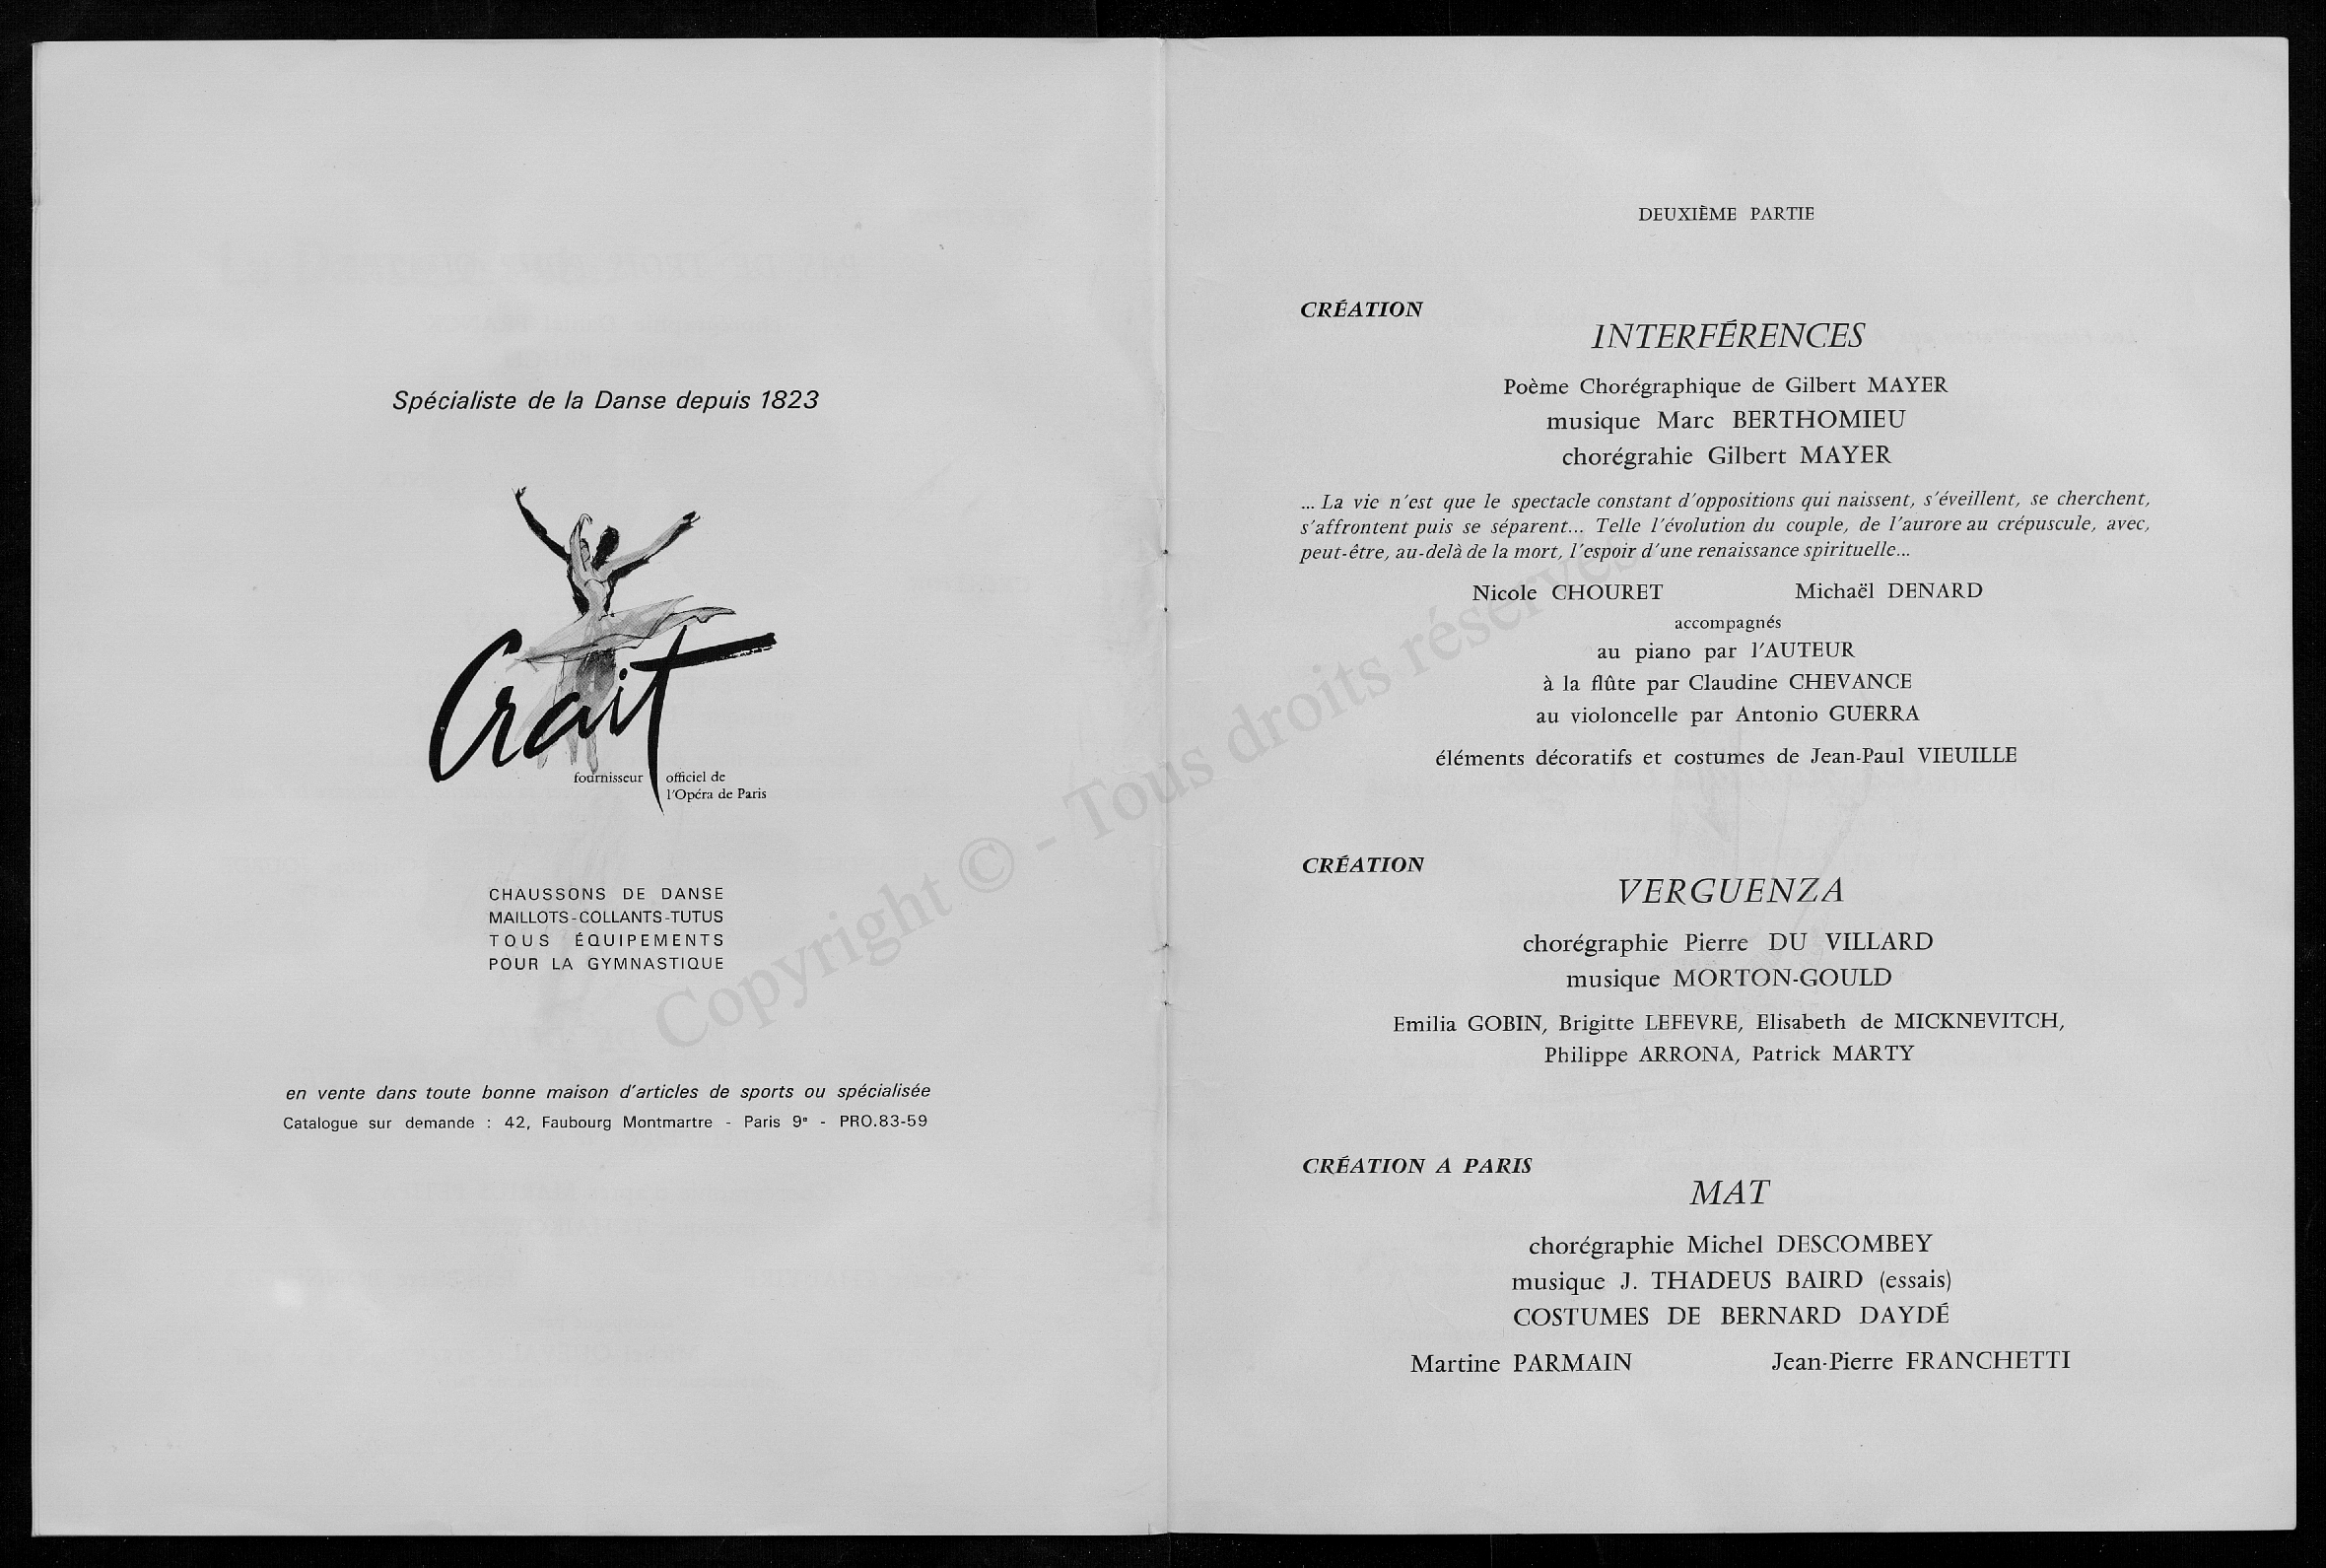 Spécialiste de la Danse depuis 1823
Crait
fournisseur officiel de
l'Opéra de Paris
CHAUSSONS DE DANSE
MAILLOTS-COLLANTS-TUTUS
TOUS ÉQUIPEMENTS
POUR LA GYMNASTIQUE
en vente dans toute bonne maison d'articles de sports ou spécialisée
Catalogue sur demande : 42, Faubourg Montmartre - Paris 9e - PRO.83-59
DEUXIÈME PARTIE
CRÉATION
INTERFÉRENCES
Poème Chorégraphique de Gilbert MAYER
musique Marc BERTHOMIEU
chorégrahie Gilbert MAYER
... La vie n'est que le spectacle constant d'oppositions qui naissent, s'éveillent, se cherchent,
s'affrontent puis se séparent... Telle l'évolution du couple, de l'aurore au crépuscule, avec,
peut-être, au-delà de la mort, l'espoir d'une renaissance spirituelle...
Nicole CHOURET Michaël DENARD
accompagnés
au piano par l'AUTEUR
à la flûte par Claudine CHEVANCE
au violoncelle par Antonio GUERRA
éléments décoratifs et costumes de Jean-Paul VIEUILLE
CRÉATION
VERGUENZA
chorégraphie Pierre DU VILLARD
musique MORTON-GOULD
Emilia GOBIN, Brigitte LEFEVRE, Elisabeth de MICKNEVITCH,
Philippe ARRONA, Patrick MARTY
CRÉATION A PARIS
MAT
chorégraphie Michel DESCOMBEY
musique J. THADEUS BAIRD (essais)
COSTUMES DE BERNARD DAYDÉ
Martine PARMAIN Jean-Pierre FRANCHETTI
Copyright © - Tous droits réservés